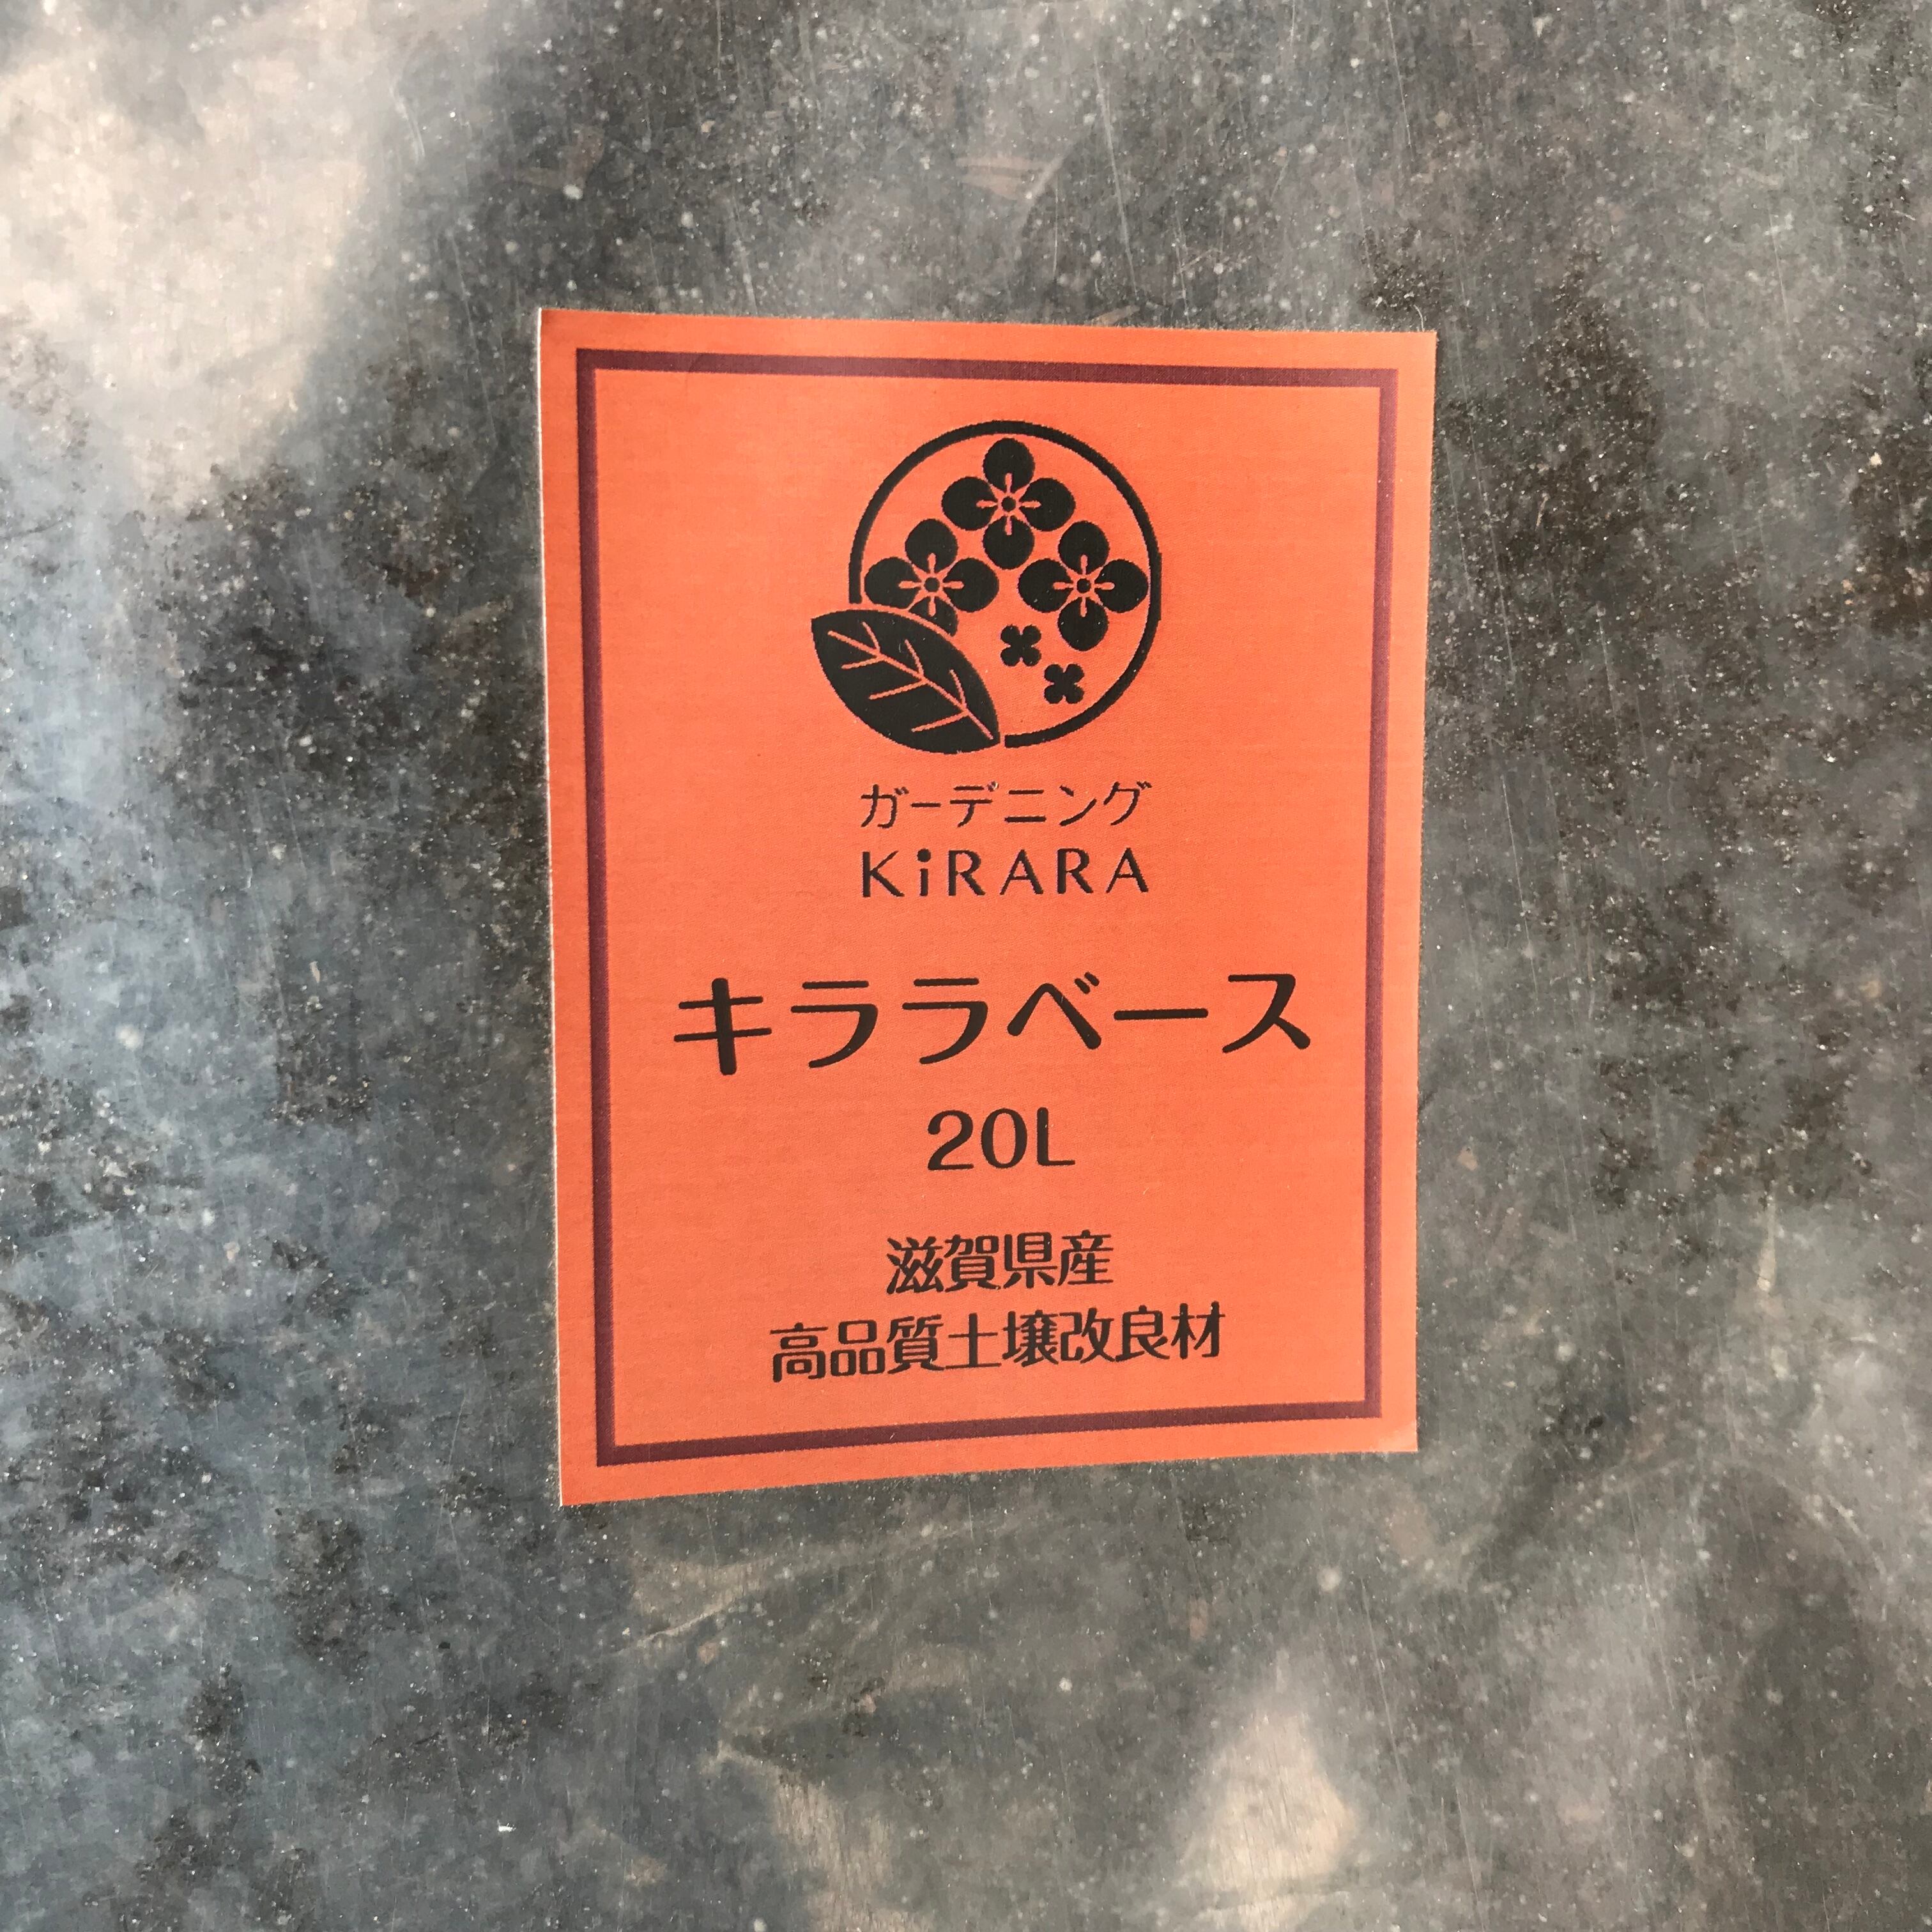 ガーデニング
KiRARA
キララベース
20L
滋賀県産
高品質土壌改良材